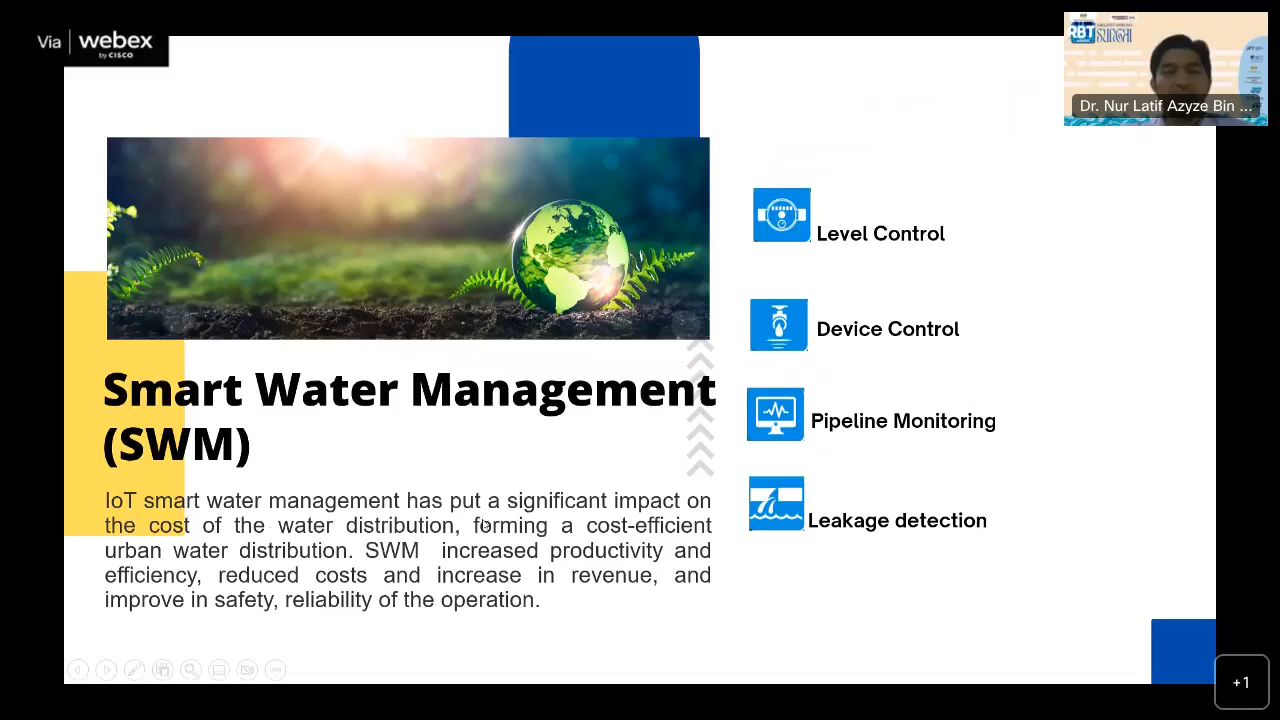 Via | webex
by CISCO
RBT
SUNGAI
Dr. Nur Latif Azyze Bin ...
Level Control
Device Control
Pipeline Monitoring
Leakage detection
Smart Water Management
(SWM)
IoT smart water management has put a significant impact on
the cost of the water distribution, forming a cost-efficient
urban water distribution. SWM increased productivity and
efficiency, reduced costs and increase in revenue, and
improve in safety, reliability of the operation.
+1